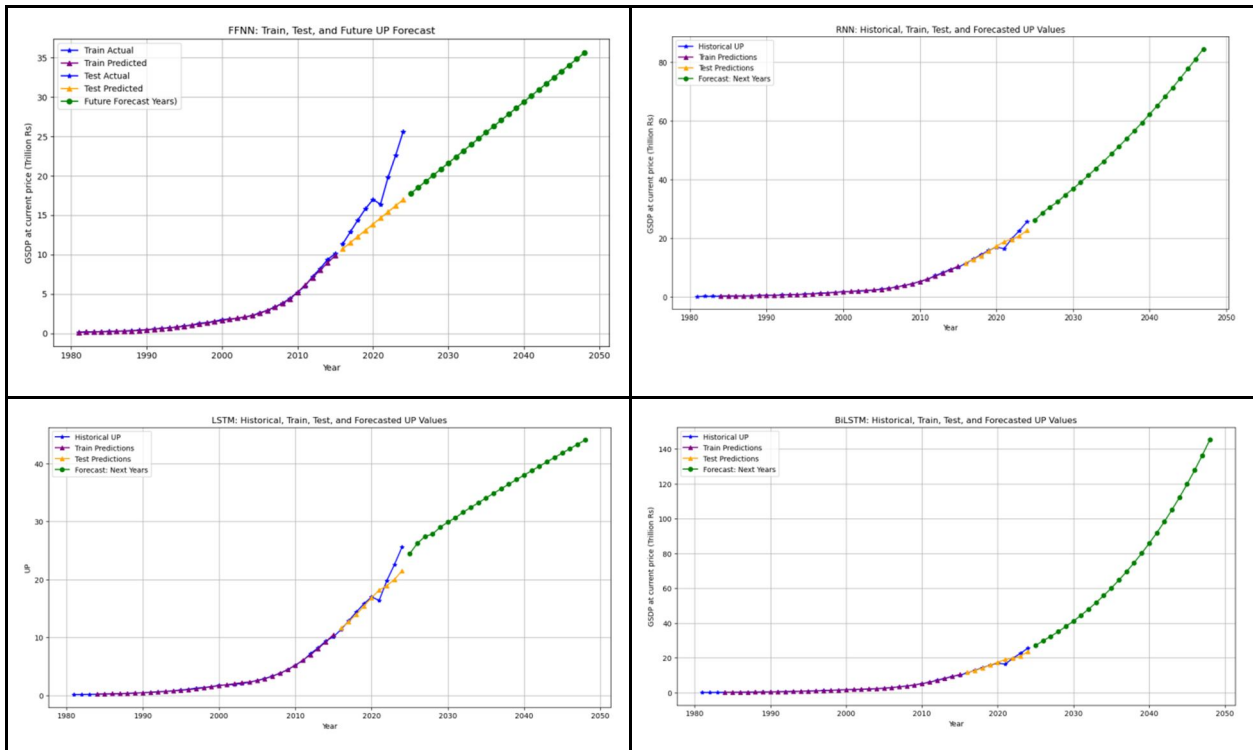 FFNN: Train, Test, and Future UP Forecast
Train Actual
Train Predicted
Test Actual
Test Predicted
Future Forecast Years)
GSDP at current price (Trillion Rs)
35
30
25
20
15
10
5
0
1980 1990 2000 2010 2020 2030 2040 2050
Year
RNN: Historical, Train, Test, and Forecasted UP Values
Historical UP
Train Predictions
Test Predictions
Forecast: Next Years
GSDP at current price (Trillion Rs)
80
60
40
20
0
1980 1990 2000 2010 2020 2030 2040 2050
Year
LSTM: Historical, Train, Test, and Forecasted UP Values
Historical UP
Train Predictions
Test Predictions
Forecast: Next Years
UP
40
30
20
10
0
1980 1990 2000 2010 2020 2030 2040 2050
Year
BiLSTM: Historical, Train, Test, and Forecasted UP Values
Historical UP
Train Predictions
Test Predictions
Forecast: Next Years
GSDP at current price (Trillion Rs)
140
120
100
80
60
40
20
0
1980 1990 2000 2010 2020 2030 2040 2050
Year